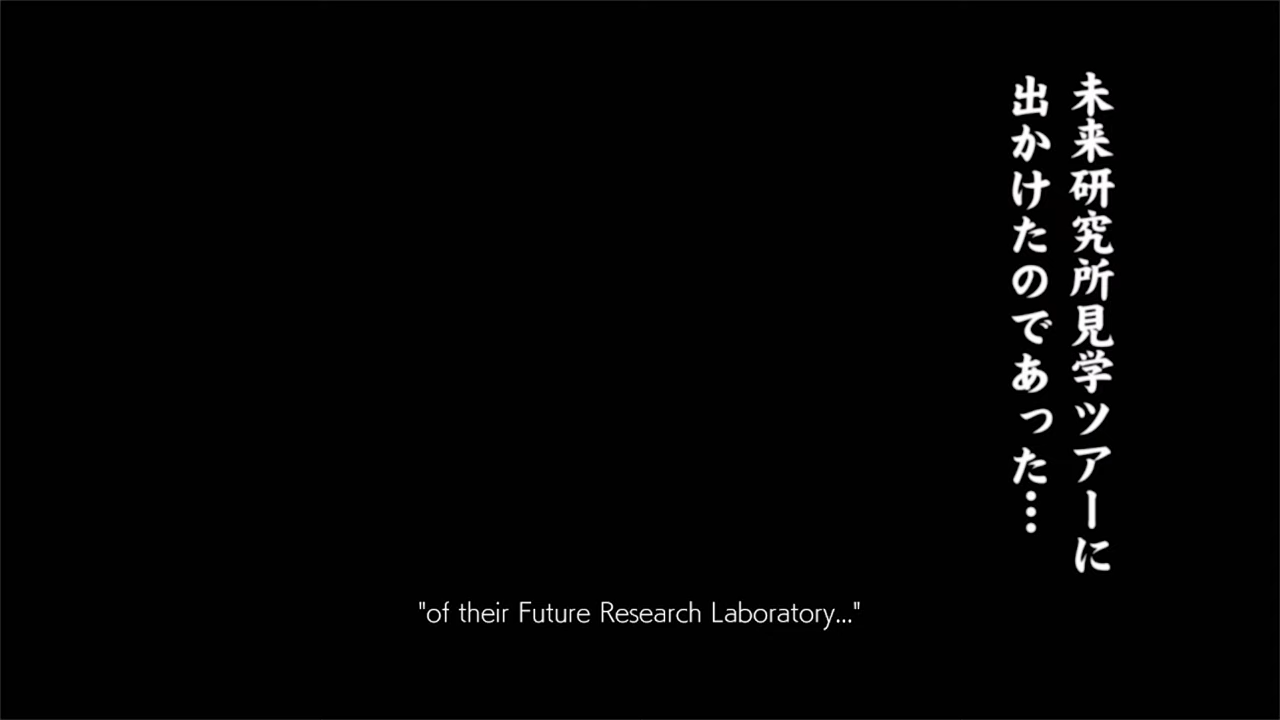 未来研究所見学ツアーに
出かけたのであった…
"of their Future Research Laboratory..."